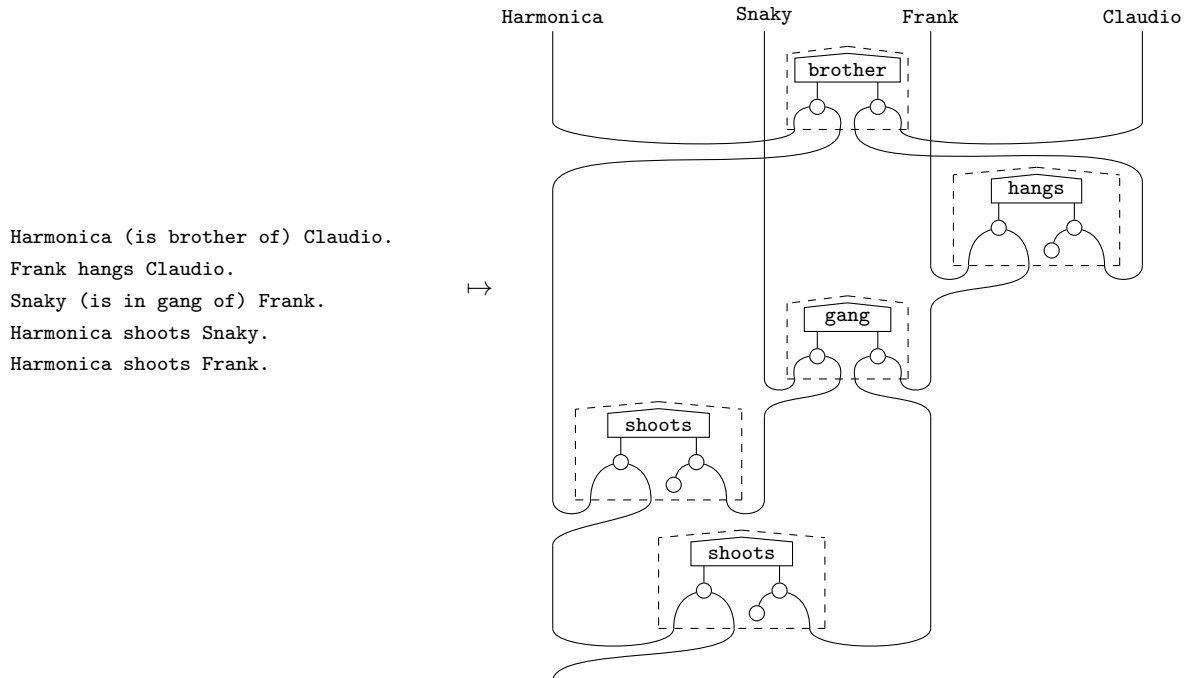 Harmonica Snaky Frank Claudio
brother
hangs
Harmonica (is brother of) Claudio.
Frank hangs Claudio.
Snaky (is in gang of) Frank.
Harmonica shoots Snaky.
Harmonica shoots Frank.
↦
gang
shoots
shoots